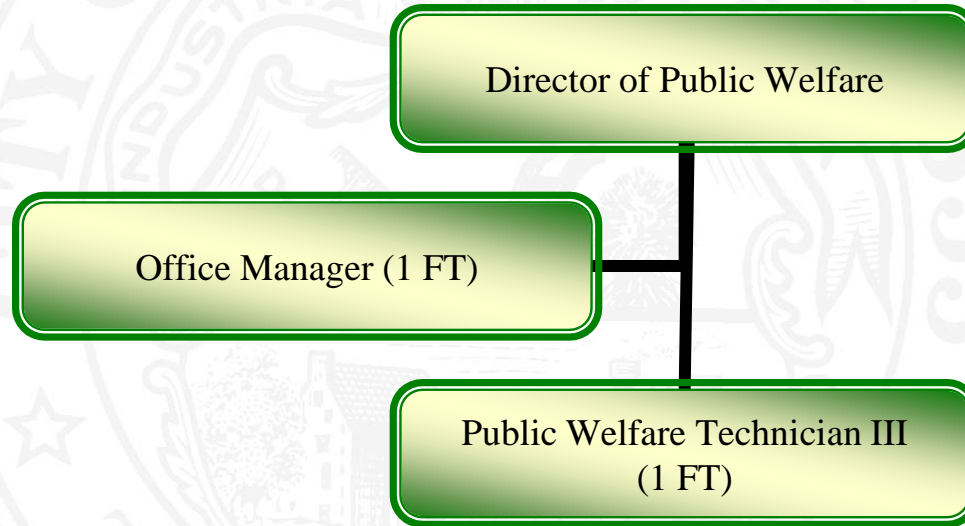 Director of Public Welfare
Office Manager (1 FT)
Public Welfare Technician III
(1 FT)